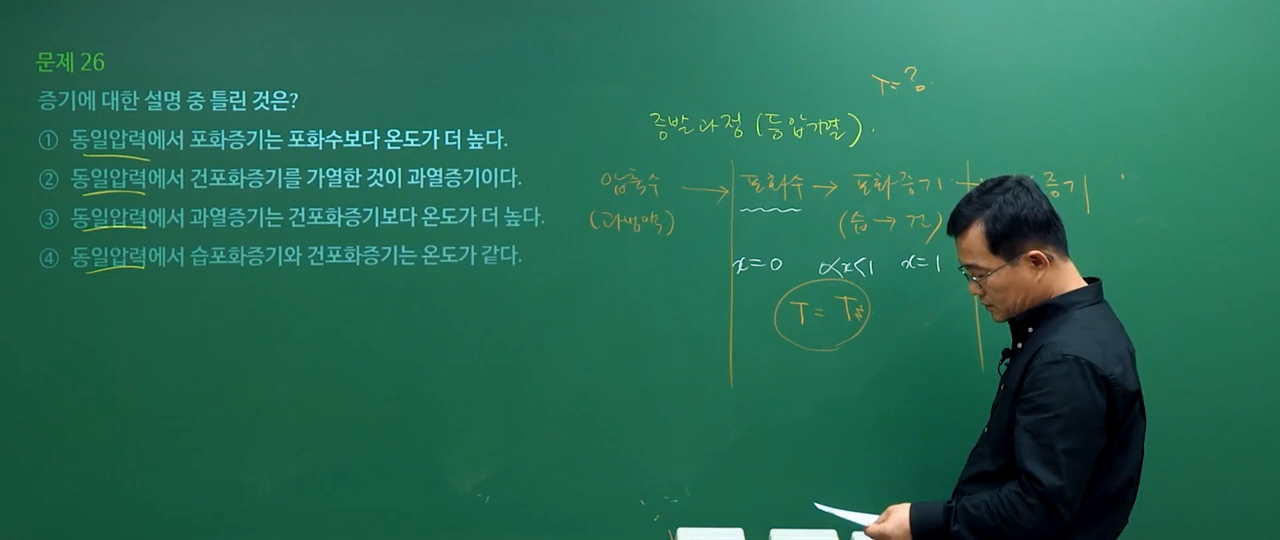 문제 26
증기에 대한 설명 중 틀린 것은?
① 동일압력에서 포화증기는 포화수보다 온도가 더 높다.
② 동일압력에서 건포화증기를 가열한 것이 과열증기이다.
③ 동일압력에서 과열증기는 건포화증기보다 온도가 더 높다.
④ 동일압력에서 습포화증기와 건포화증기는 온도가 같다.
T=?
증발과정 (등압가열).
압축수 → 포화수 → 포화증기 증기
(과냉액) (습 → 건)
x=0 0<x<1 x=1
T = T